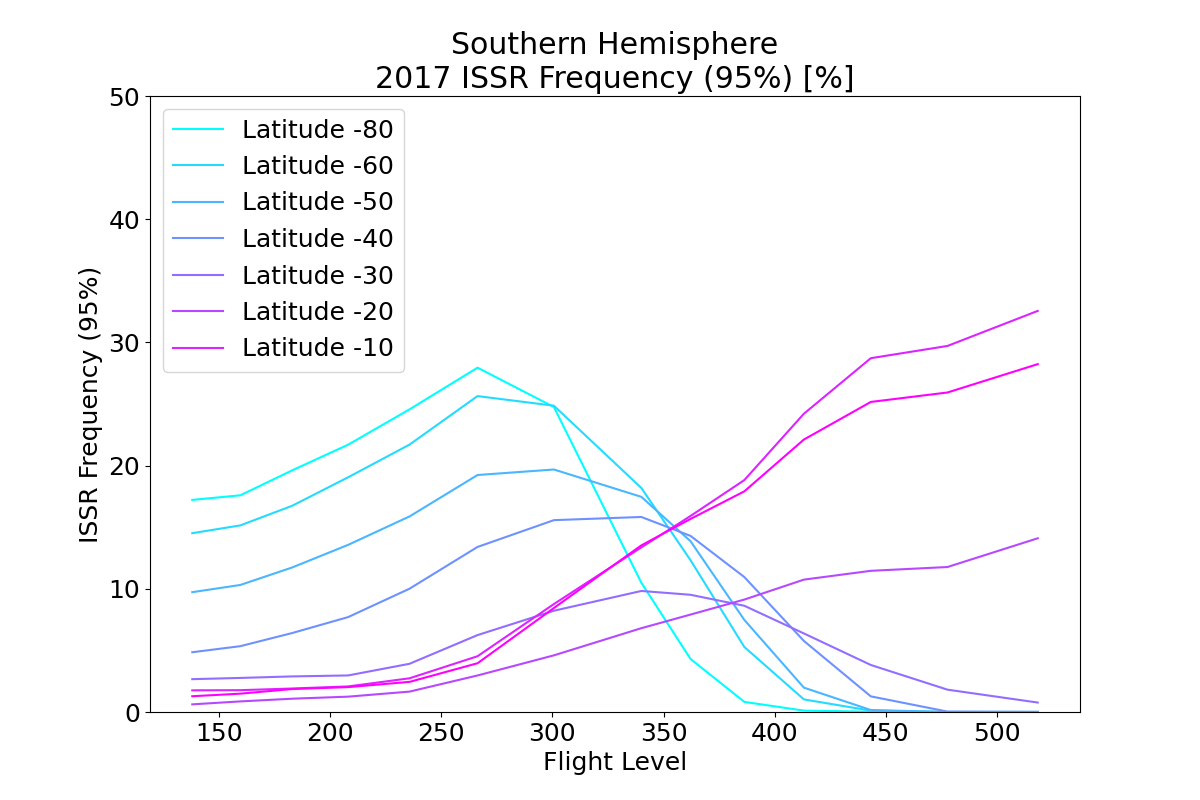 Southern Hemisphere
2017 ISSR Frequency (95%) [%]
50
40
30
20
10
0
ISSR Frequency (95%)
Latitude -80
Latitude -60
Latitude -50
Latitude -40
Latitude -30
Latitude -20
Latitude -10
150 200 250 300 350 400 450 500
Flight Level